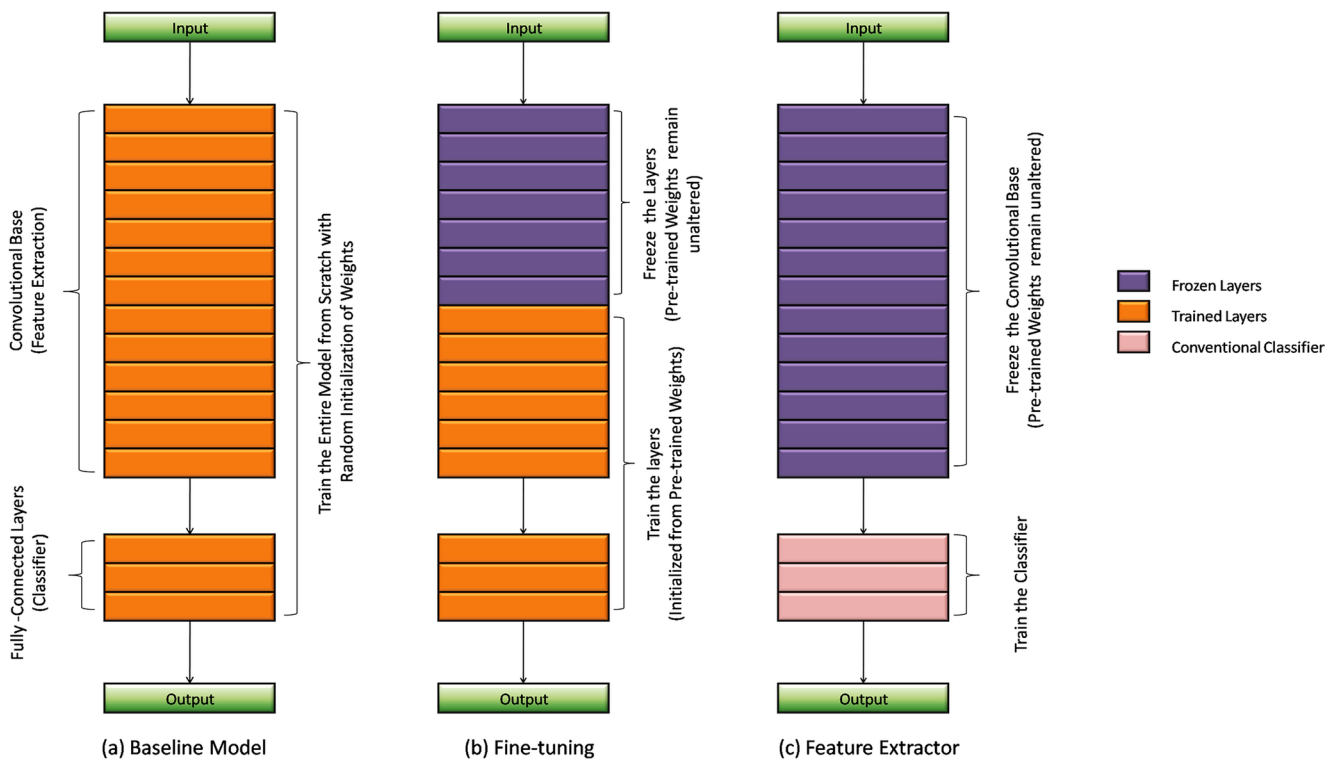 Input
Convolutional Base
(Feature Extraction)
Fully -Connected Layers
(Classifier)
Train the Entire Model from Scratch with
Random Initialization of Weights
Output
(a) Baseline Model
Input
Freeze the Layers
(Pre-trained Weights remain
unaltered)
Train the layers
(Initialized from Pre-trained Weights)
Output
(b) Fine-tuning
Input
Freeze the Convolutional Base
(Pre-trained Weights remain unaltered)
Train the Classifier
Output
(c) Feature Extractor
Frozen Layers
Trained Layers
Conventional Classifier